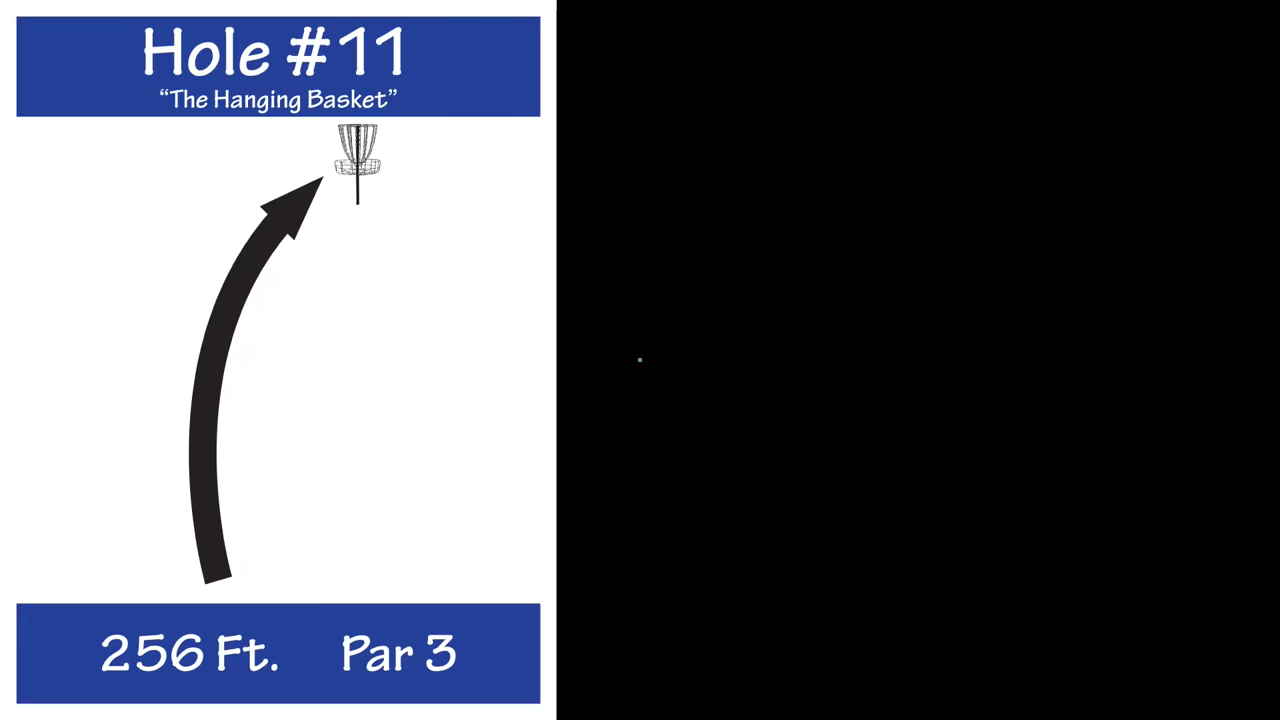 Hole #11
“The Hanging Basket”
256 Ft. Par 3